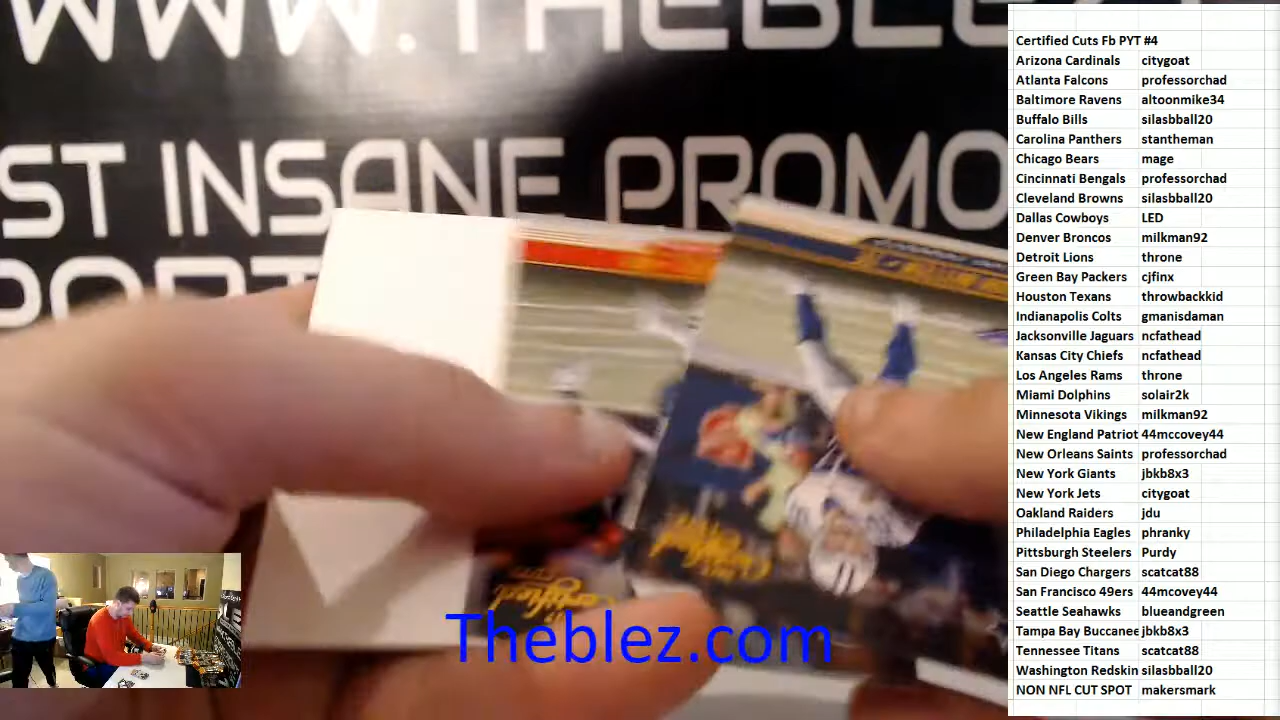 WWW.THEBLE
ST INSANE PROMO
PORT
Theblez.com
Certified Cuts Fb PYT #4
Arizona Cardinals citygoat
Atlanta Falcons professorchad
Baltimore Ravens altoonmike34
Buffalo Bills silasbball20
Carolina Panthers stantheman
Chicago Bears mage
Cincinnati Bengals professorchad
Cleveland Browns silasbball20
Dallas Cowboys LED
Denver Broncos milkman92
Detroit Lions throne
Green Bay Packers cjfinx
Houston Texans throwbackkid
Indianapolis Colts gmanisdaman
Jacksonville Jaguars ncfathead
Kansas City Chiefs ncfathead
Los Angeles Rams throne
Miami Dolphins solair2k
Minnesota Vikings milkman92
New England Patriot 44mccovey44
New Orleans Saints professorchad
New York Giants jbkb8x3
New York Jets citygoat
Oakland Raiders jdu
Philadelphia Eagles phranky
Pittsburgh Steelers Purdy
San Diego Chargers scatcat88
San Francisco 49ers 44mcovey44
Seattle Seahawks blueandgreen
Tampa Bay Buccanee jbkb8x3
Tennessee Titans scatcat88
Washington Redskin silasbball20
NON NFL CUT SPOT makersmark